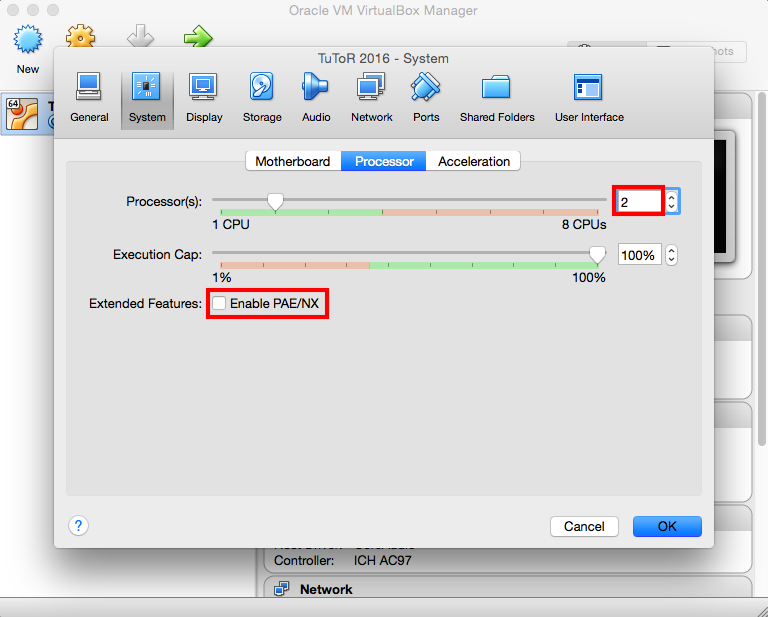 Oracle VM VirtualBox Manager
New
TuToR 2016 - System
General
System
Display
Storage
Audio
Network
Ports
Shared Folders
User Interface
Motherboard
Processor
Acceleration
Processor(s):
2
1 CPU
8 CPUs
Execution Cap:
100%
1%
100%
Extended Features:
Enable PAE/NX
64
?
Cancel
OK
Controller:
ICH AC97
Network